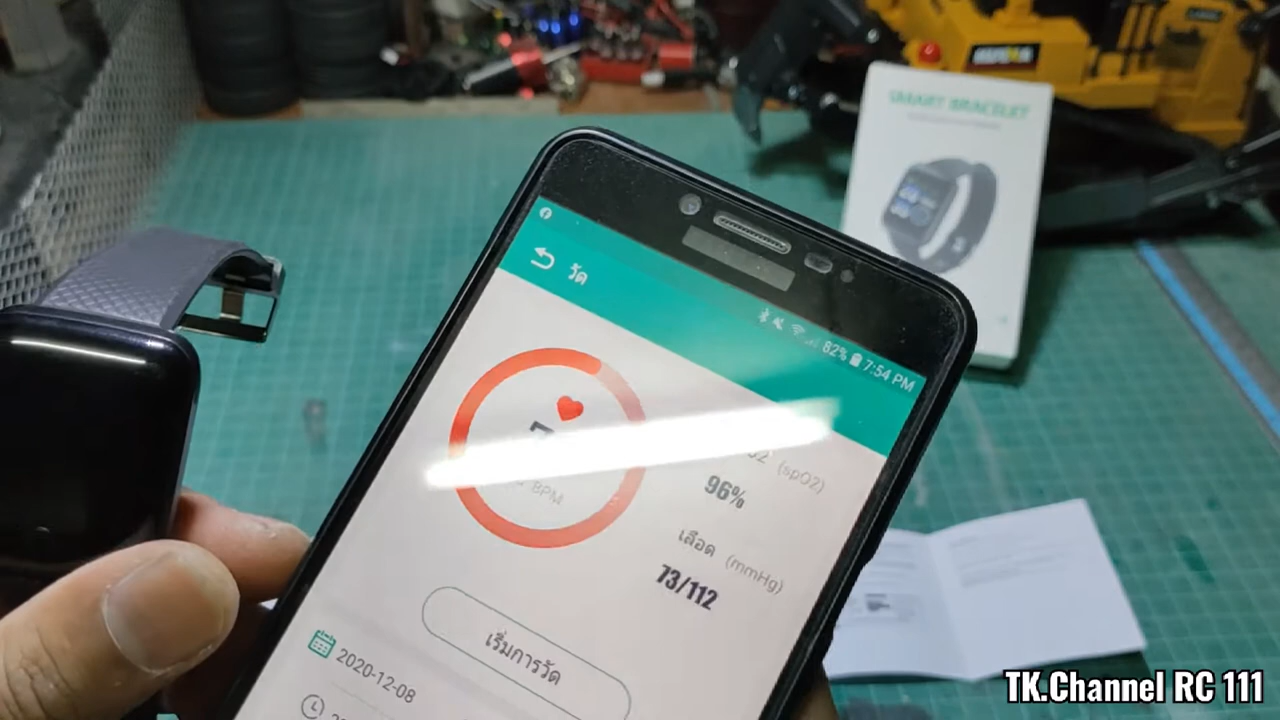 SMART BRACELET
วัด
82% 7:54 PM
BPM
(spO2)
96%
เลือด (mmHg)
73/112
เริ่มการวัด
2020-12-08
TK.Channel RC 111